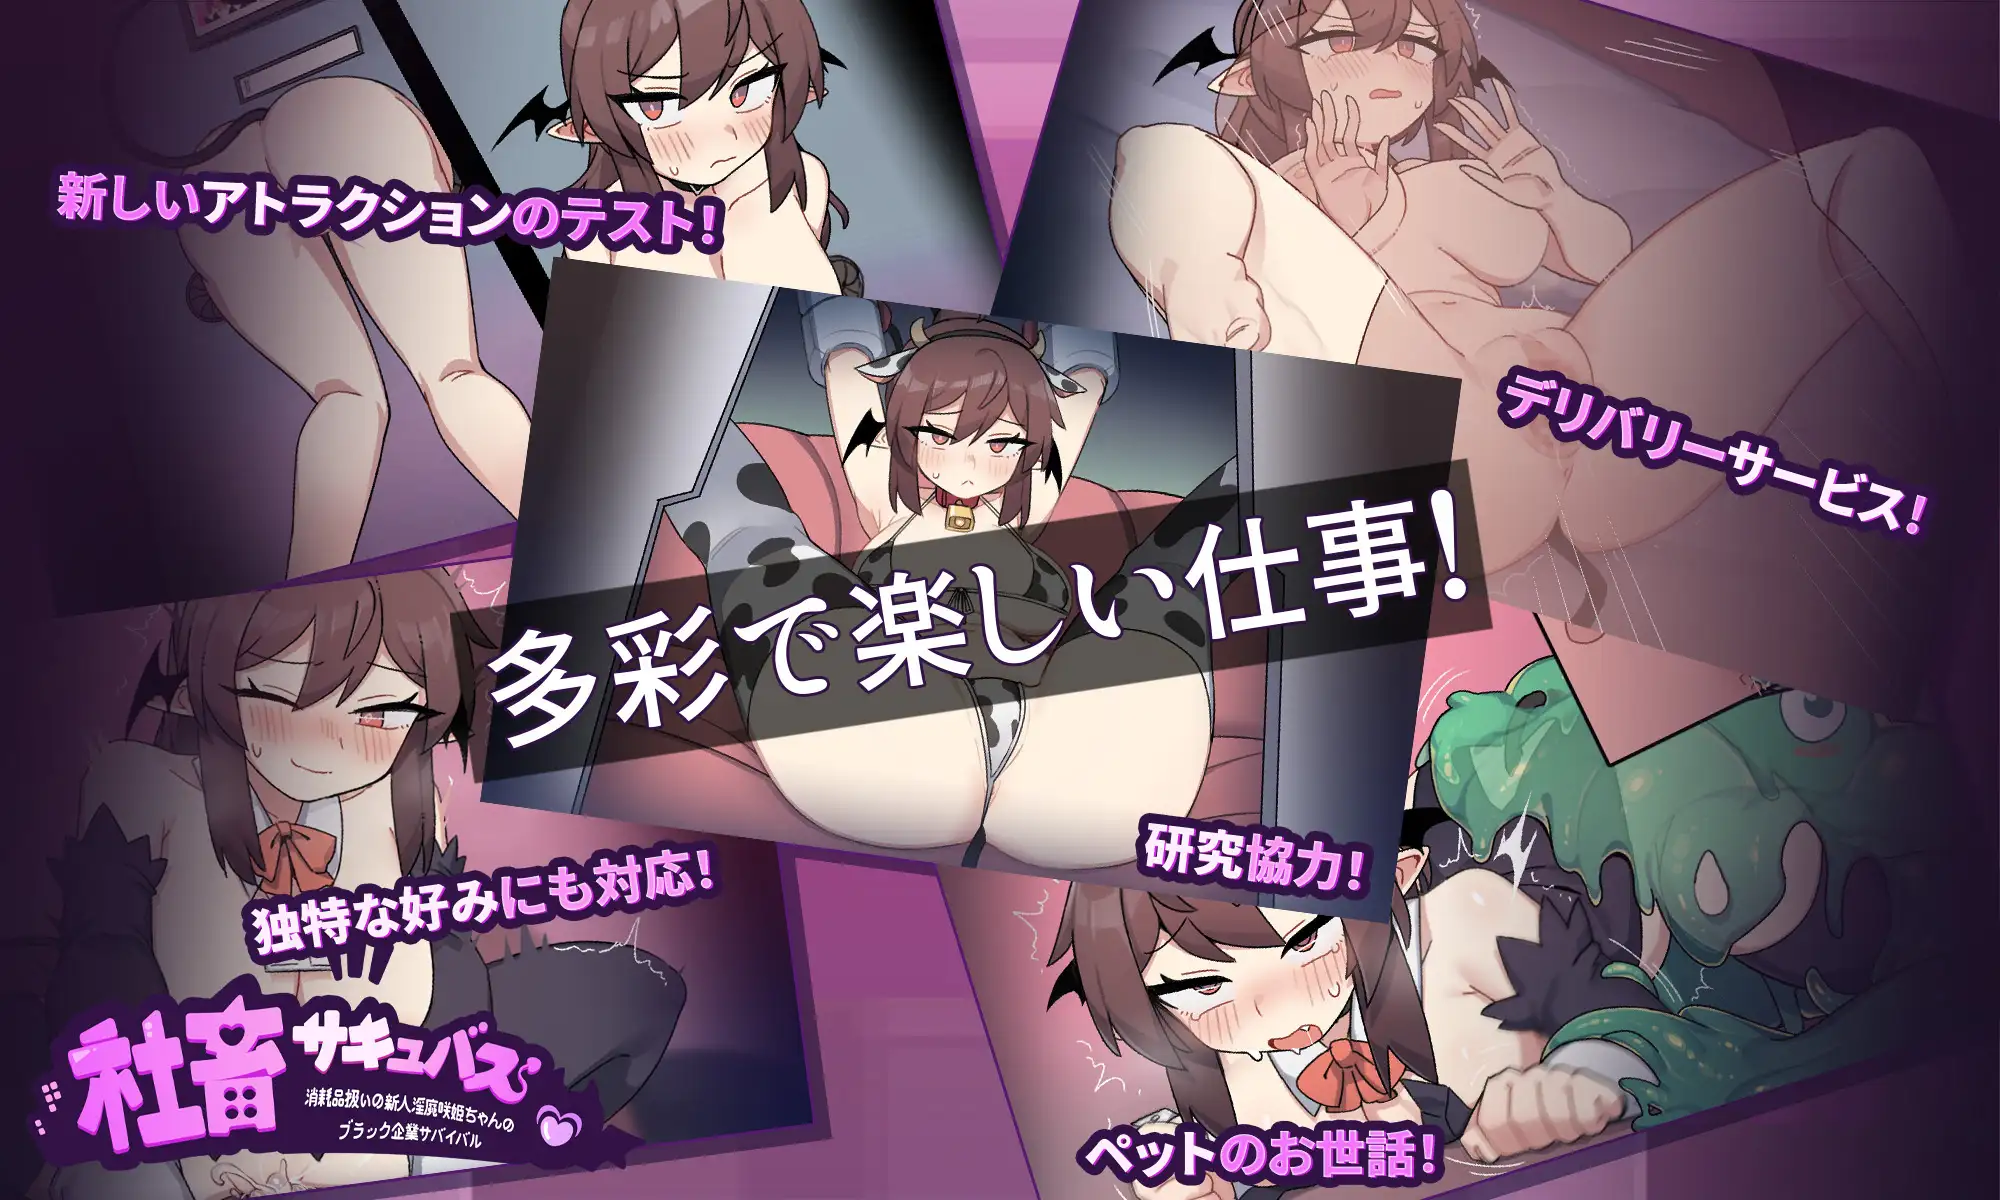 新しいアトラクションのテスト！
デリバリーサービス！
多彩で楽しい仕事！
研究協力！
独特な好みにも対応！
社畜サキュバス
消耗品扱いの新人淫魔咲姫ちゃんの
ブラック企業サバイバル
ペットのお世話！